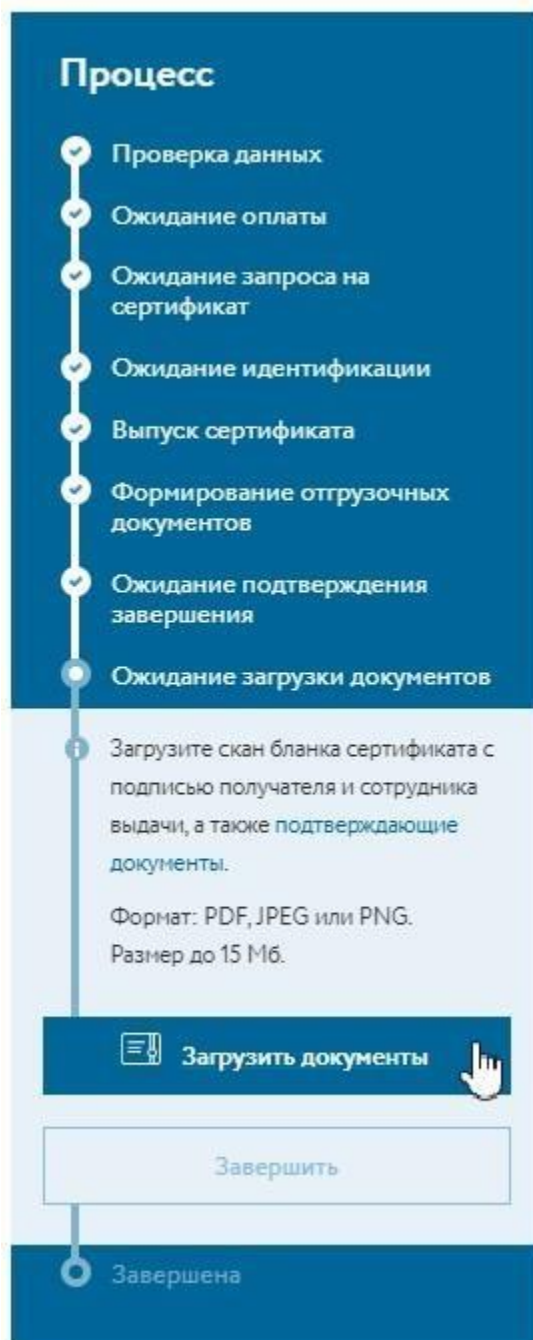 Процесс
Проверка данных
Ожидание оплаты
Ожидание запроса на
сертификат
Ожидание идентификации
Выпуск сертификата
Формирование отгрузочных
документов
Ожидание подтверждения
завершения
Ожидание загрузки документов
Загрузите скан бланка сертификата с
подписью получателя и сотрудника
выдачи, а также подтверждающие
документы.
Формат: PDF, JPEG или PNG.
Размер до 15 Мб.
Загрузить документы
Завершить
Завершена